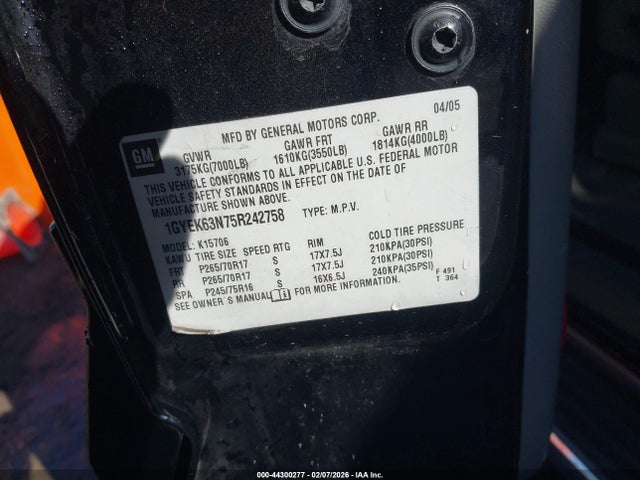 MFD BY GENERAL MOTORS CORP. 04/05
GM
GVWR GAWR FRT GAWR RR
3175KG(7000LB) 1610KG(3550LB) 1814KG(4000LB)
THIS VEHICLE CONFORMS TO ALL APPLICABLE U.S. FEDERAL MOTOR
VEHICLE SAFETY STANDARDS IN EFFECT ON THE DATE OF
MANUFACTURE SHOWN ABOVE.
1GYEK63N75R242758 TYPE: M.P.V.
MODEL: K15706
KAWU TIRE SIZE SPEED RTG RIM COLD TIRE PRESSURE
FRT P265/70R17 S 17X7.5J 210KPA(30PSI)
RR P265/70R17 S 17X7.5J 210KPA(30PSI)
SPA P245/75R16 S 16X6.5J 240KPA(35PSI)
SEE OWNER'S MANUAL i FOR MORE INFORMATION.
F 491
T 364
000-44300277 - 02/07/2026 - IAA Inc.